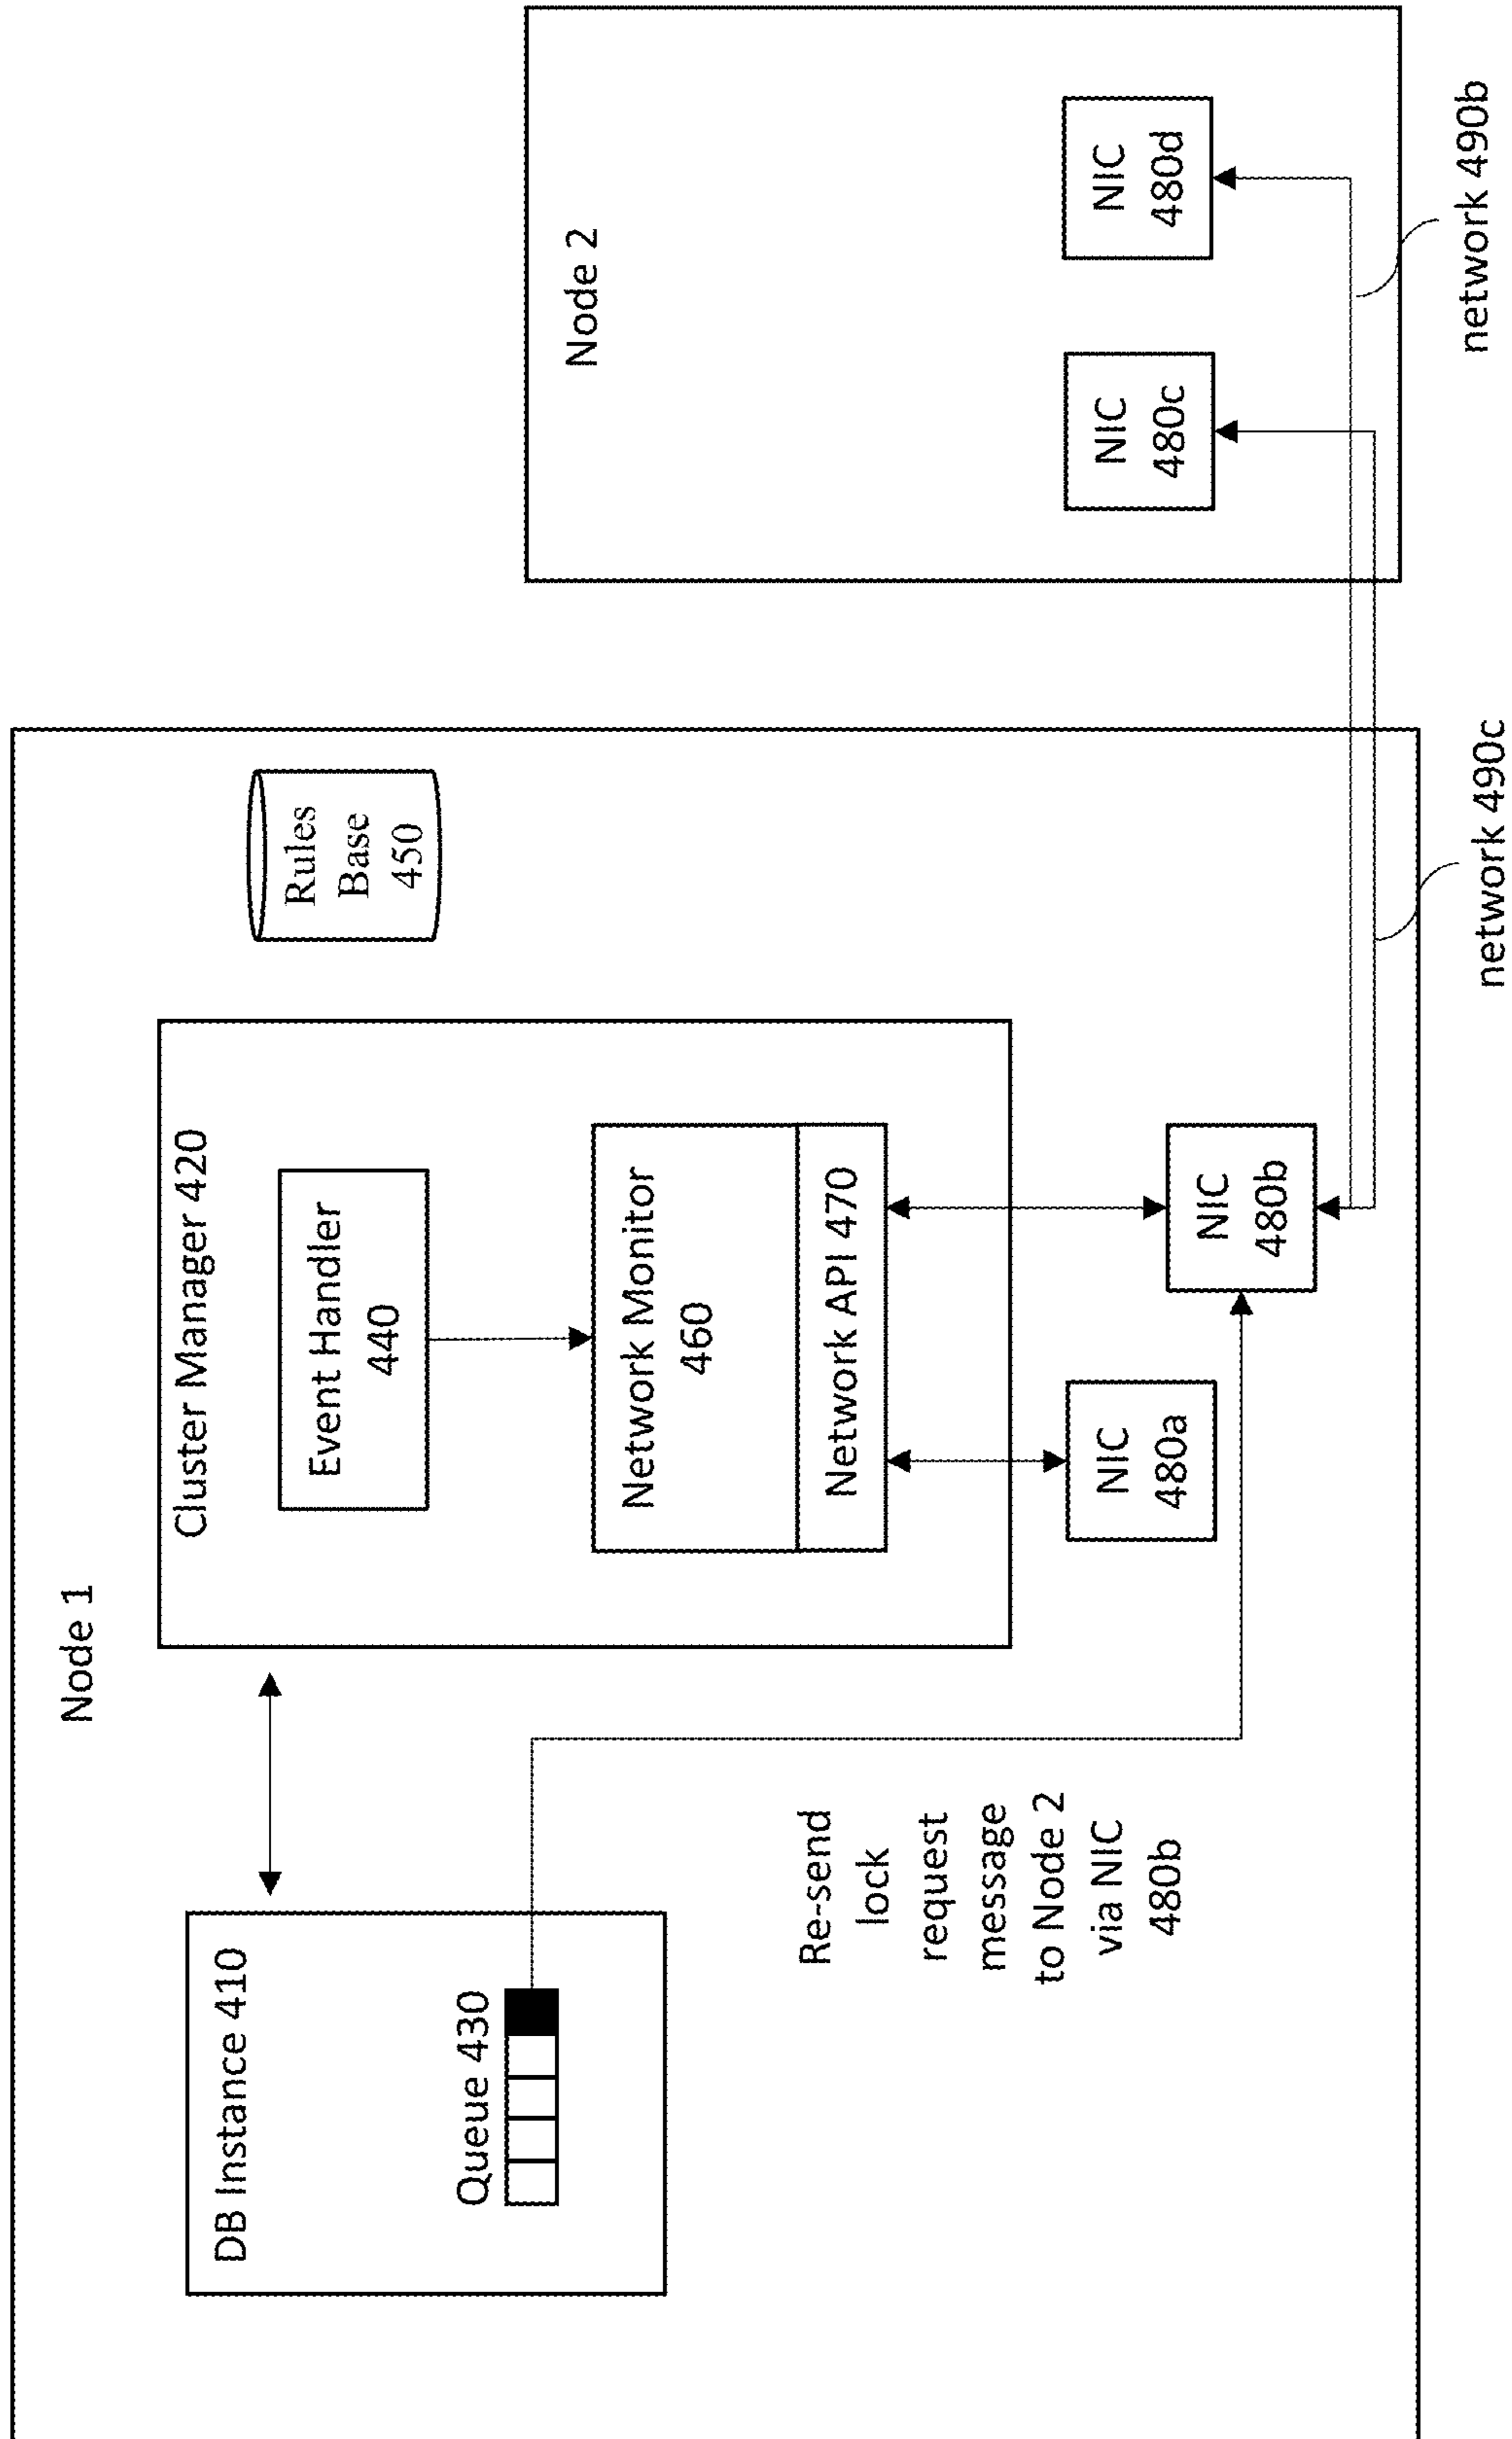 Node 1
DB Instance 410
Queue 430
Cluster Manager 420
Event Handler
440
Network Monitor
460
Network API 470
Rules
Base
450
Re-send
lock
request
message
to Node 2
via NIC
480b
NIC
480a
NIC
480b
network 490c
Node 2
NIC
480c
NIC
480d
network 490b